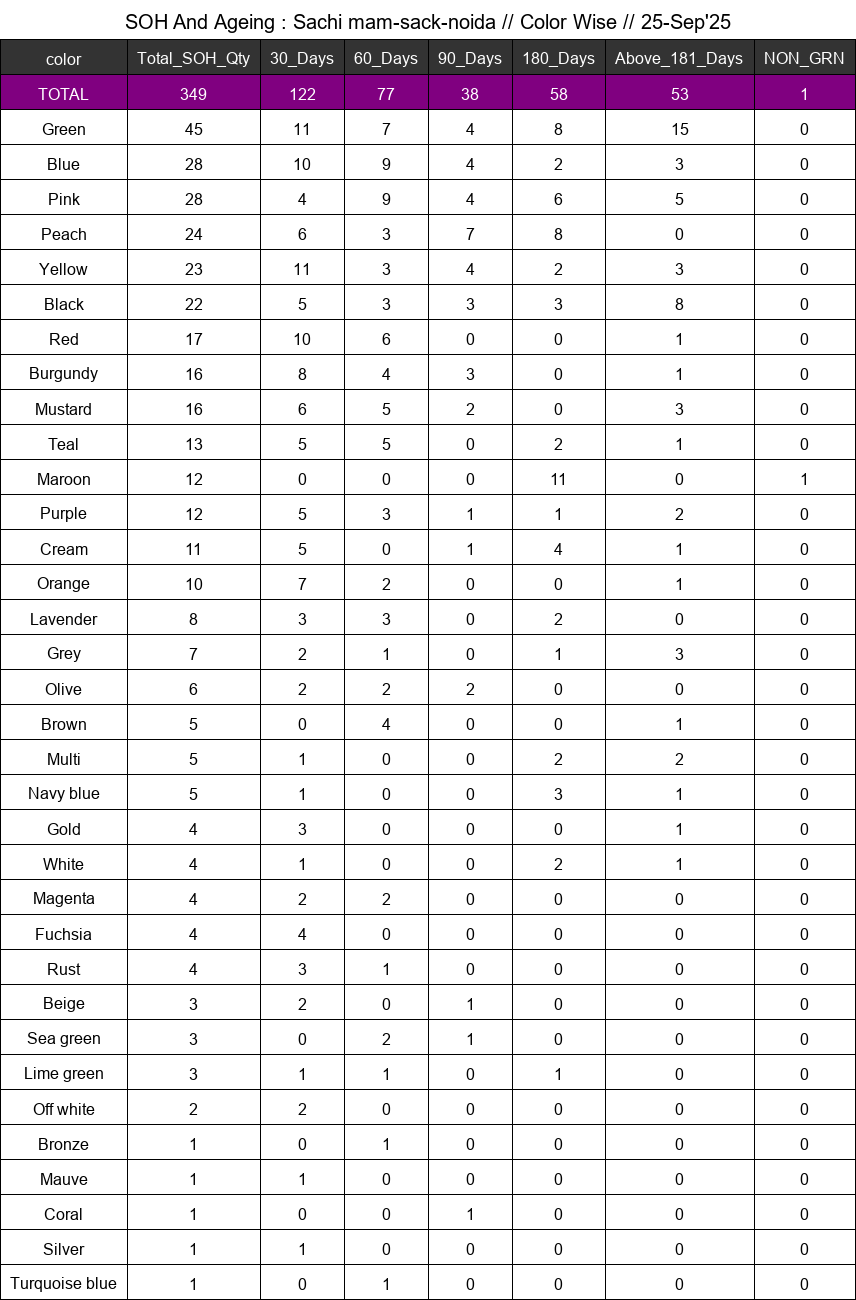 SOH And Ageing : Sachi mam-sack-noida // Color Wise // 25-Sep'25
color Total_SOH_Qty 30_Days 60_Days 90_Days 180_Days Above_181_Days NON_GRN
TOTAL 349 122 77 38 58 53 1
Green 45 11 7 4 8 15 0
Blue 28 10 9 4 2 3 0
Pink 28 4 9 4 6 5 0
Peach 24 6 3 7 8 0 0
Yellow 23 11 3 4 2 3 0
Black 22 5 3 3 3 8 0
Red 17 10 6 0 0 1 0
Burgundy 16 8 4 3 0 1 0
Mustard 16 6 5 2 0 3 0
Teal 13 5 5 0 2 1 0
Maroon 12 0 0 0 11 0 1
Purple 12 5 3 1 1 2 0
Cream 11 5 0 1 4 1 0
Orange 10 7 2 0 0 1 0
Lavender 8 3 3 0 2 0 0
Grey 7 2 1 0 1 3 0
Olive 6 2 2 2 0 0 0
Brown 5 0 4 0 0 1 0
Multi 5 1 0 0 2 2 0
Navy blue 5 1 0 0 3 1 0
Gold 4 3 0 0 0 1 0
White 4 1 0 0 2 1 0
Magenta 4 2 2 0 0 0 0
Fuchsia 4 4 0 0 0 0 0
Rust 4 3 1 0 0 0 0
Beige 3 2 0 1 0 0 0
Sea green 3 0 2 1 0 0 0
Lime green 3 1 1 0 1 0 0
Off white 2 2 0 0 0 0 0
Bronze 1 0 1 0 0 0 0
Mauve 1 1 0 0 0 0 0
Coral 1 0 0 1 0 0 0
Silver 1 1 0 0 0 0 0
Turquoise blue 1 0 1 0 0 0 0